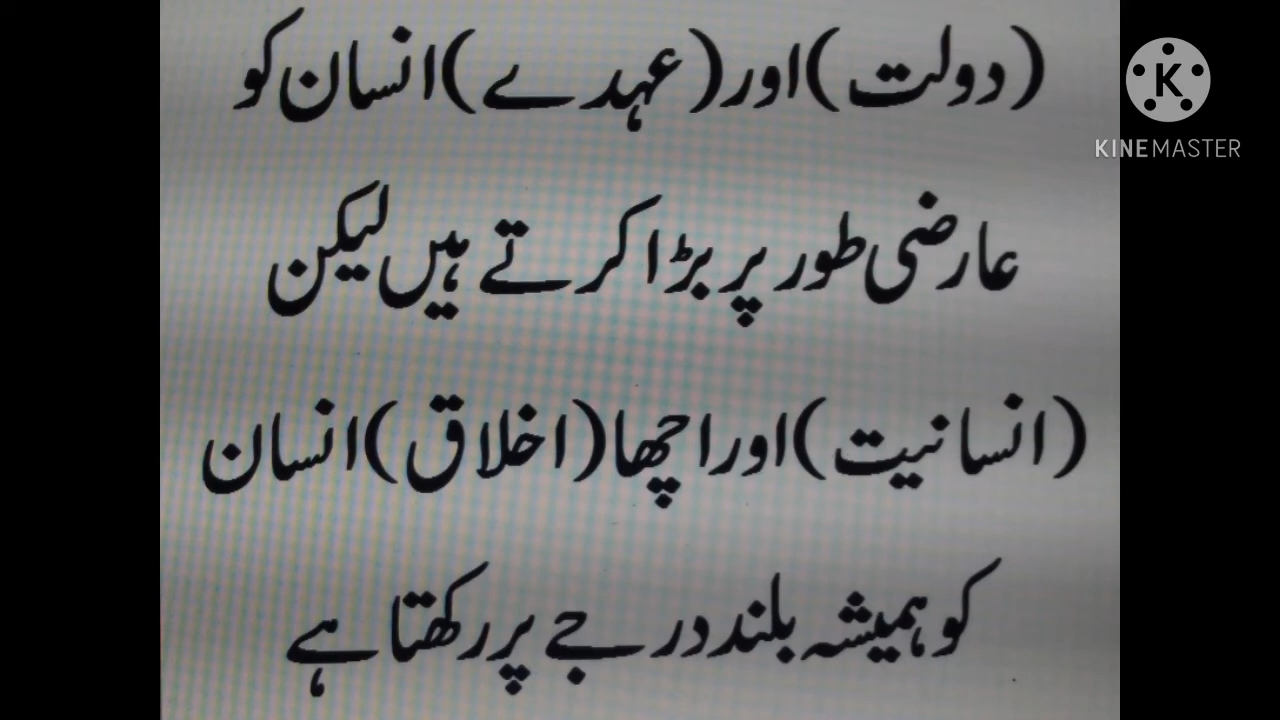 (دولت) اور (عہدے) انسان کو
عارضی طور پر بڑا کرتے ہیں لیکن
(انسانیت) اور اچھا (اخلاق) انسان
کو ہمیشہ بلند درجے پر رکھتا ہے
K
KINEMASTER